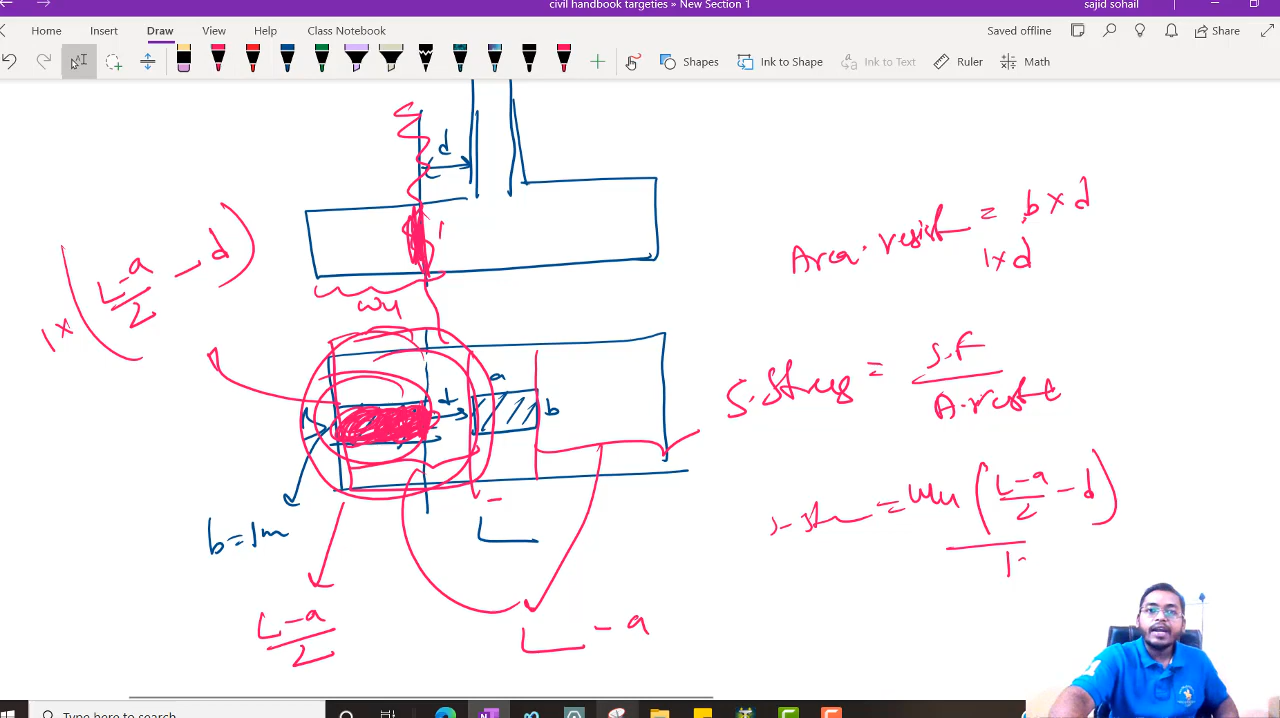 civil handbook targeties » New Section 1
sajid sohail
Home Insert Draw View Help Class Notebook
Saved offline
Share
Shapes
Ink to Shape
Ink to Text
Ruler
Math
d
L-a/2 - d
1x
wu
Area.resist = b x d
1 x d
a
d
b
S.Stress = S.F / A.resist
b = 1m
= wu (L-a/2 - d)
1
L
L-a/2
L - a
Type here to search